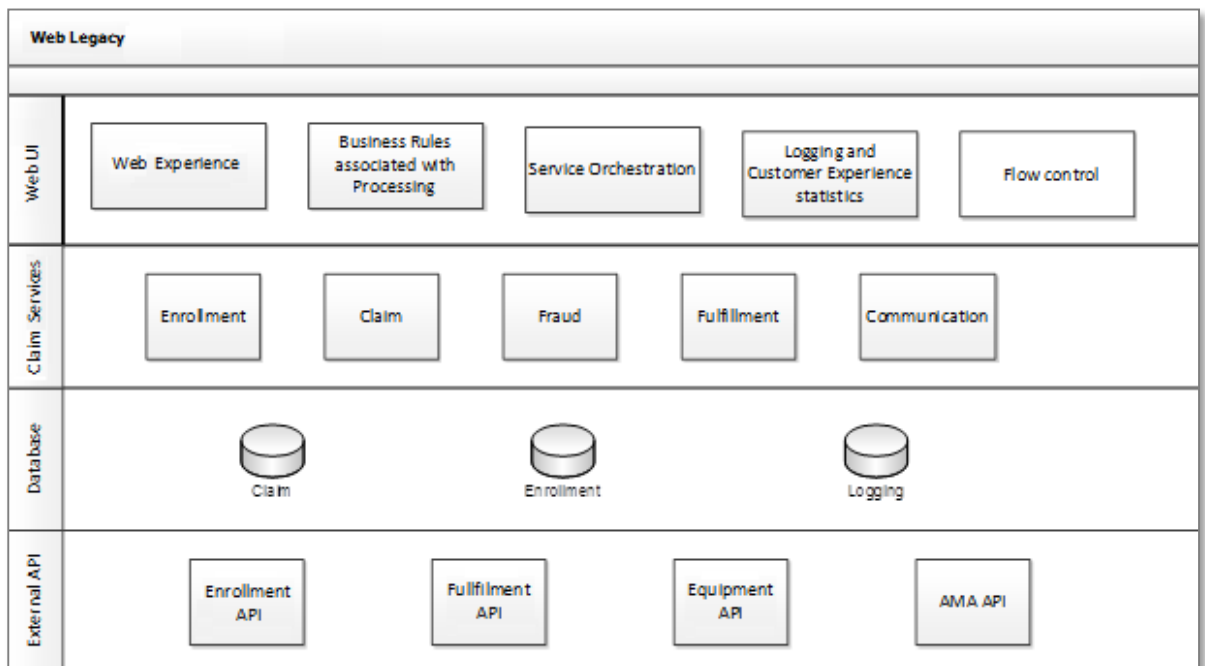 Web Legacy
Web UI
Web Experience
Business Rules
associated with
Processing
Service Orchestration
Logging and
Customer Experience
statistics
Flow control
Claim Services
Enrollment
Claim
Fraud
Fulfillment
Communication
Database
Claim
Enrollment
Logging
External API
Enrollment
API
Fullfilment
API
Equipment
API
AMA API